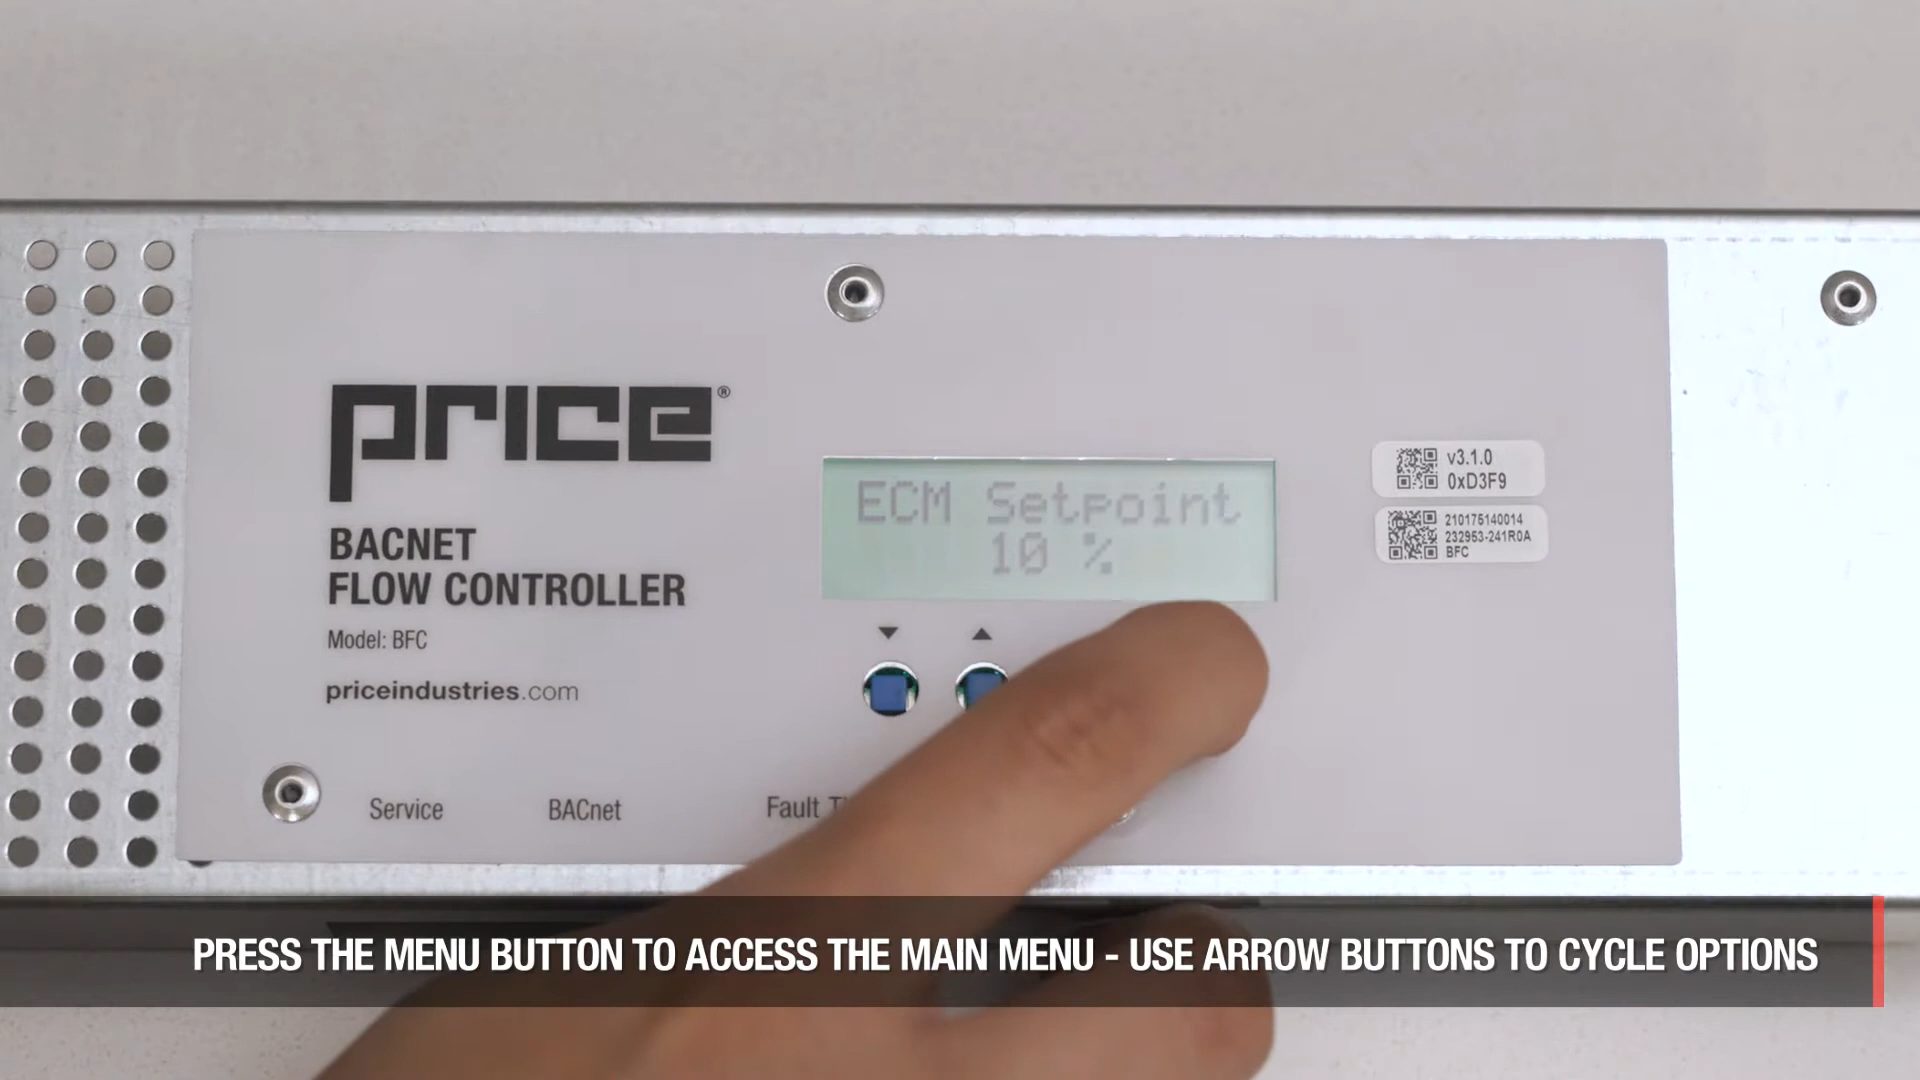 price®
BACNET
FLOW CONTROLLER
Model: BFC
priceindustries.com
ECM Setpoint
10 %
v3.1.0
0xD3F9
210175140014
232953-241R0A
BFC
Service
BACnet
Fault
PRESS THE MENU BUTTON TO ACCESS THE MAIN MENU - USE ARROW BUTTONS TO CYCLE OPTIONS